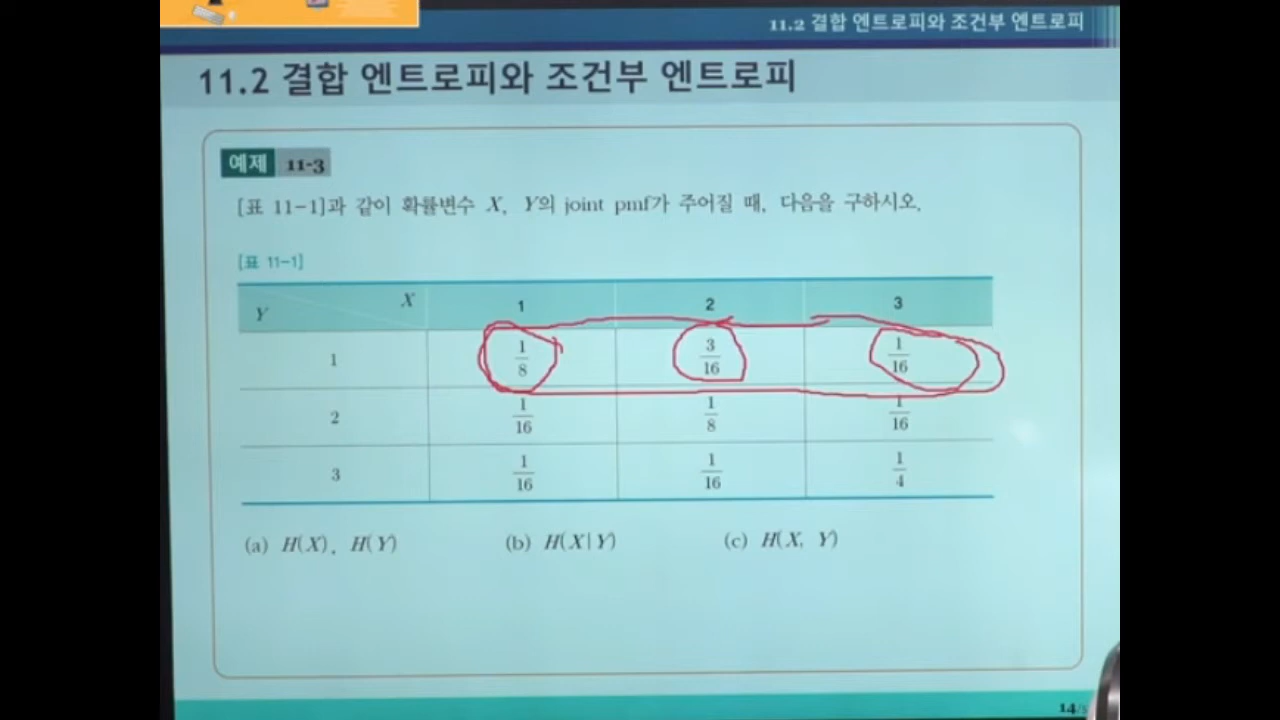 11.2 결합 엔트로피와 조건부 엔트로피
11.2 결합 엔트로피와 조건부 엔트로피
예제 11-3
[표 11-1]과 같이 확률변수 X, Y의 joint pmf가 주어질 때, 다음을 구하시오.
[표 11-1]
Y X 1 2 3
1 1/8 3/16 1/16
2 1/16 1/8 1/16
3 1/16 1/16 1/4
(a) H(X), H(Y) (b) H(X|Y) (c) H(X, Y)
14